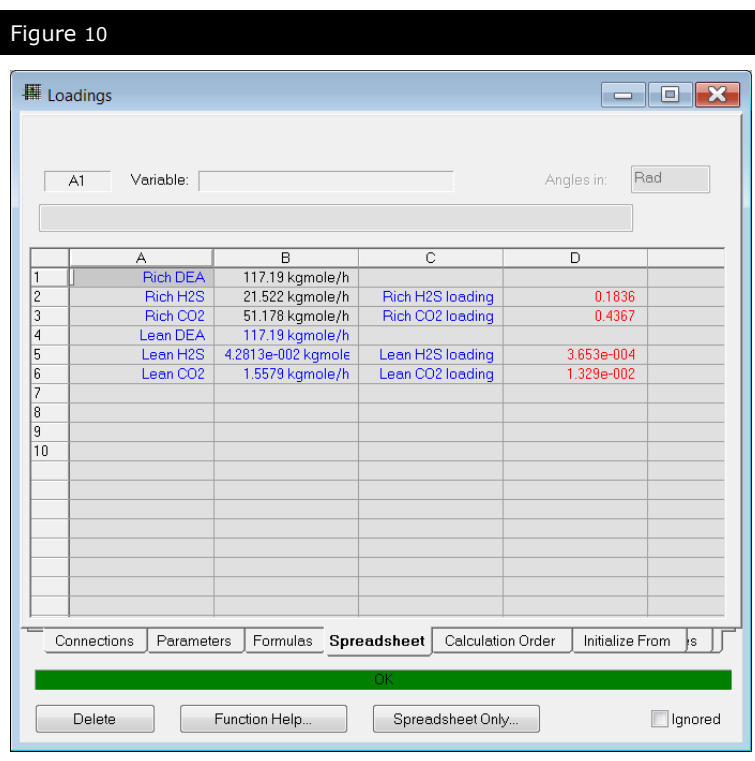 Figure 10
Loadings
A1 Variable: Angles in: Rad
A B C D
1 Rich DEA 117.19 kgmole/h
2 Rich H2S 21.522 kgmole/h Rich H2S loading 0.1836
3 Rich CO2 51.178 kgmole/h Rich CO2 loading 0.4367
4 Lean DEA 117.19 kgmole/h
5 Lean H2S 4.2813e-002 kgmole Lean H2S loading 3.653e-004
6 Lean CO2 1.5579 kgmole/h Lean CO2 loading 1.329e-002
7
8
9
10
Connections Parameters Formulas Spreadsheet Calculation Order Initialize From
OK
Delete Function Help... Spreadsheet Only... Ignored